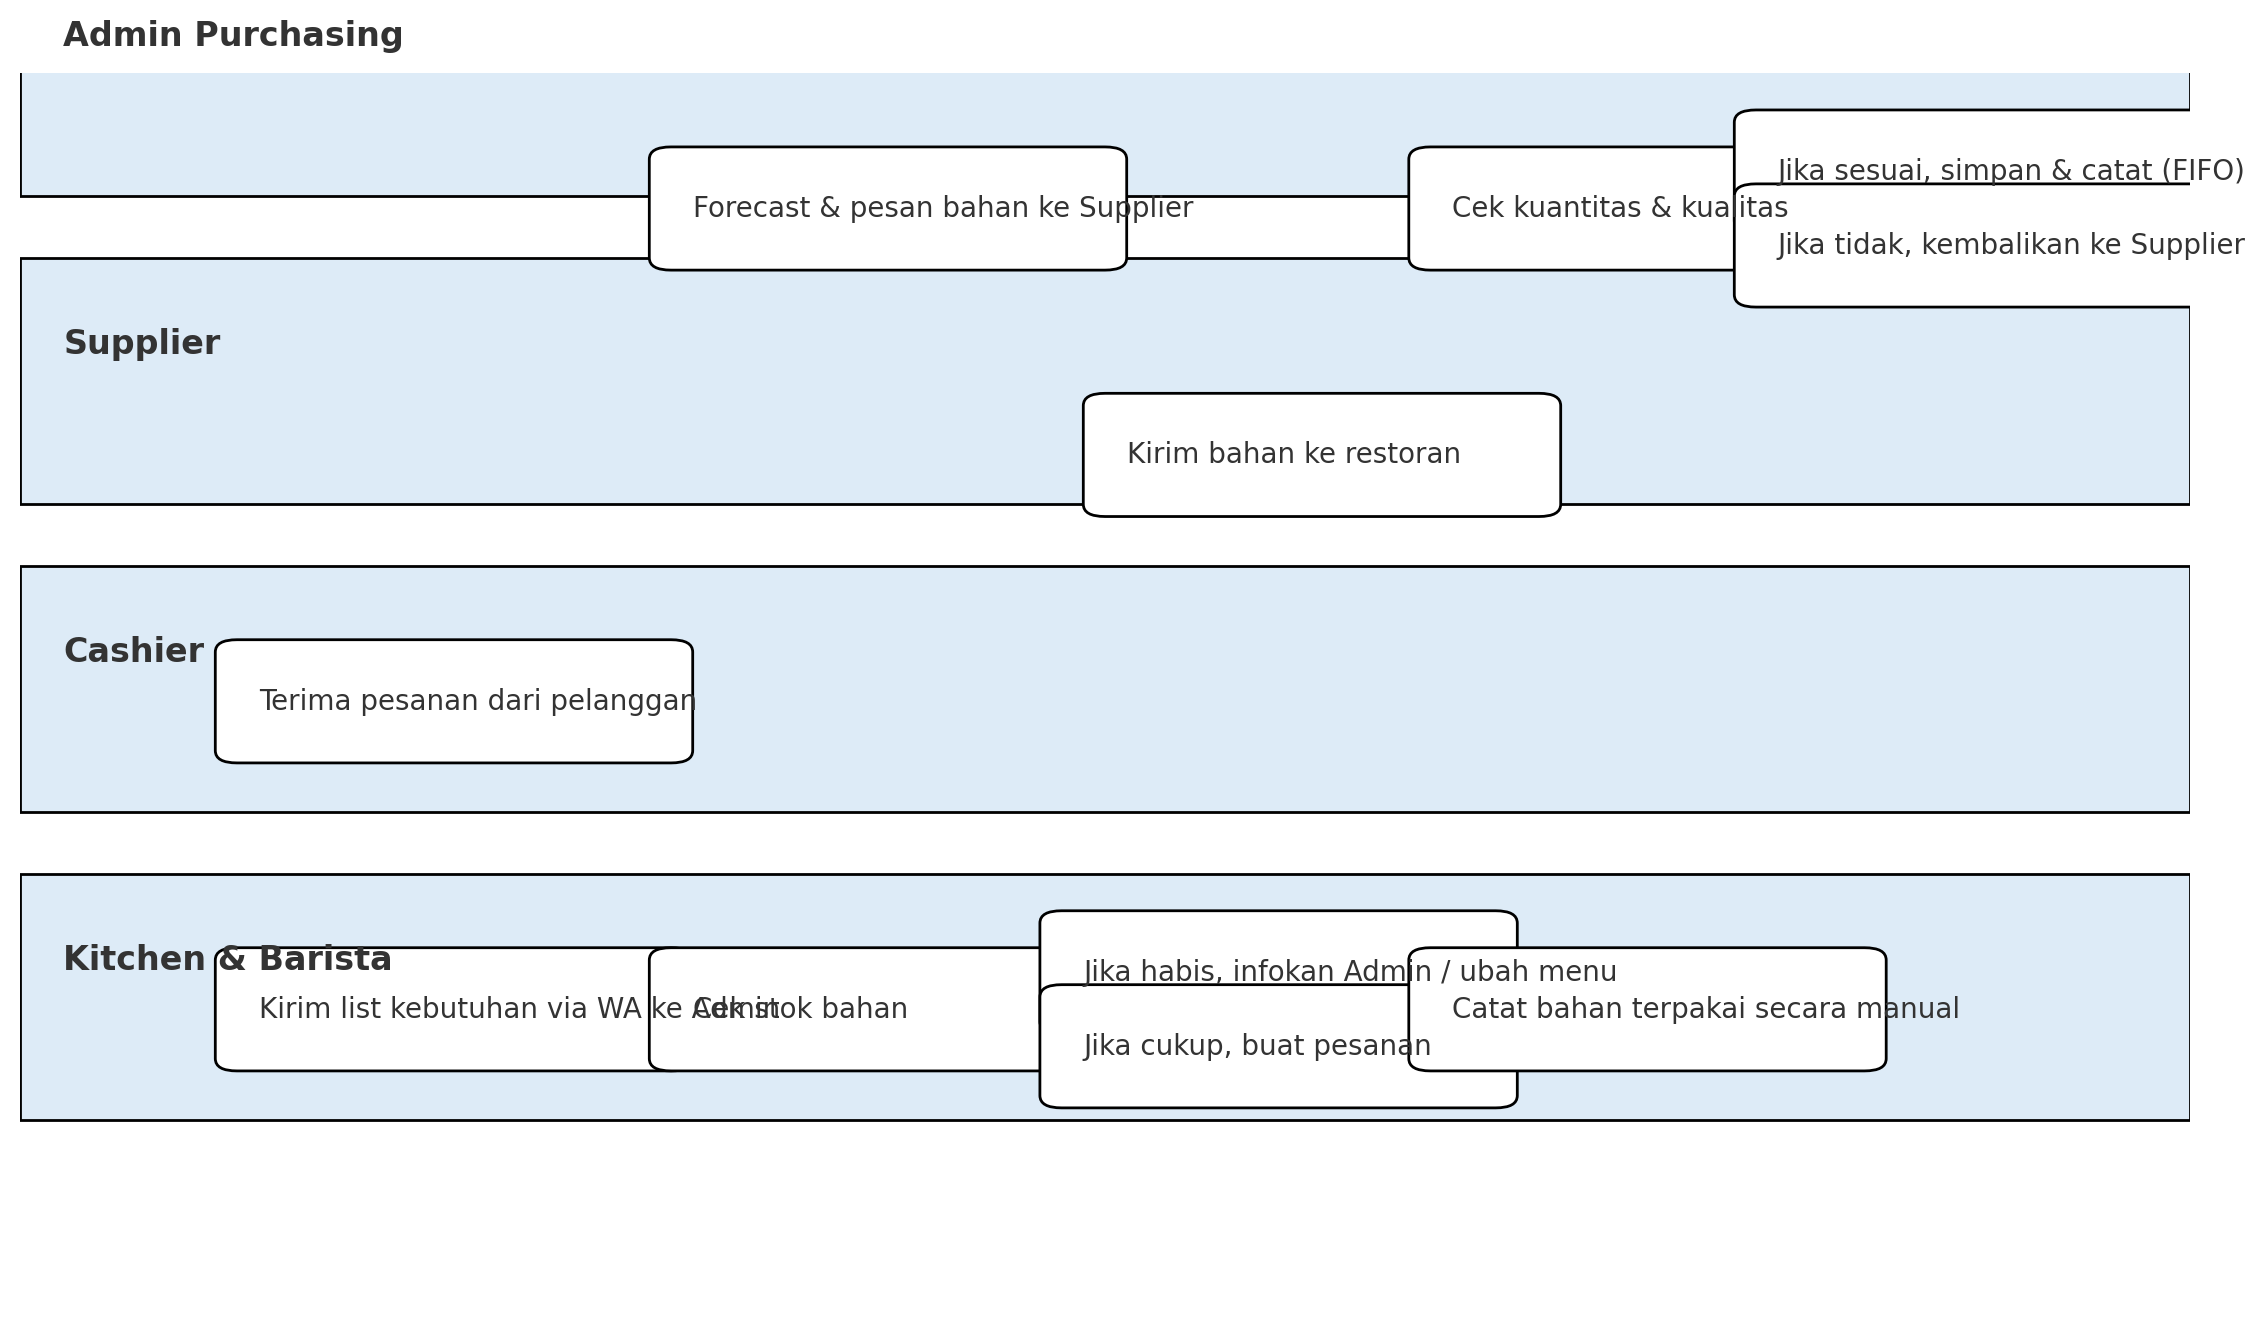 Admin Purchasing
Jika sesuai, simpan & catat (FIFO)
Forecast & pesan bahan ke Supplier
Cek kuantitas & kualitas
Jika tidak, kembalikan ke Supplier
Supplier
Kirim bahan ke restoran
Cashier
Terima pesanan dari pelanggan
Kitchen & Barista
Jika habis, infokan Admin / ubah menu
Kirim list kebutuhan via WA ke Admin
Cek stok bahan
Catat bahan terpakai secara manual
Jika cukup, buat pesanan